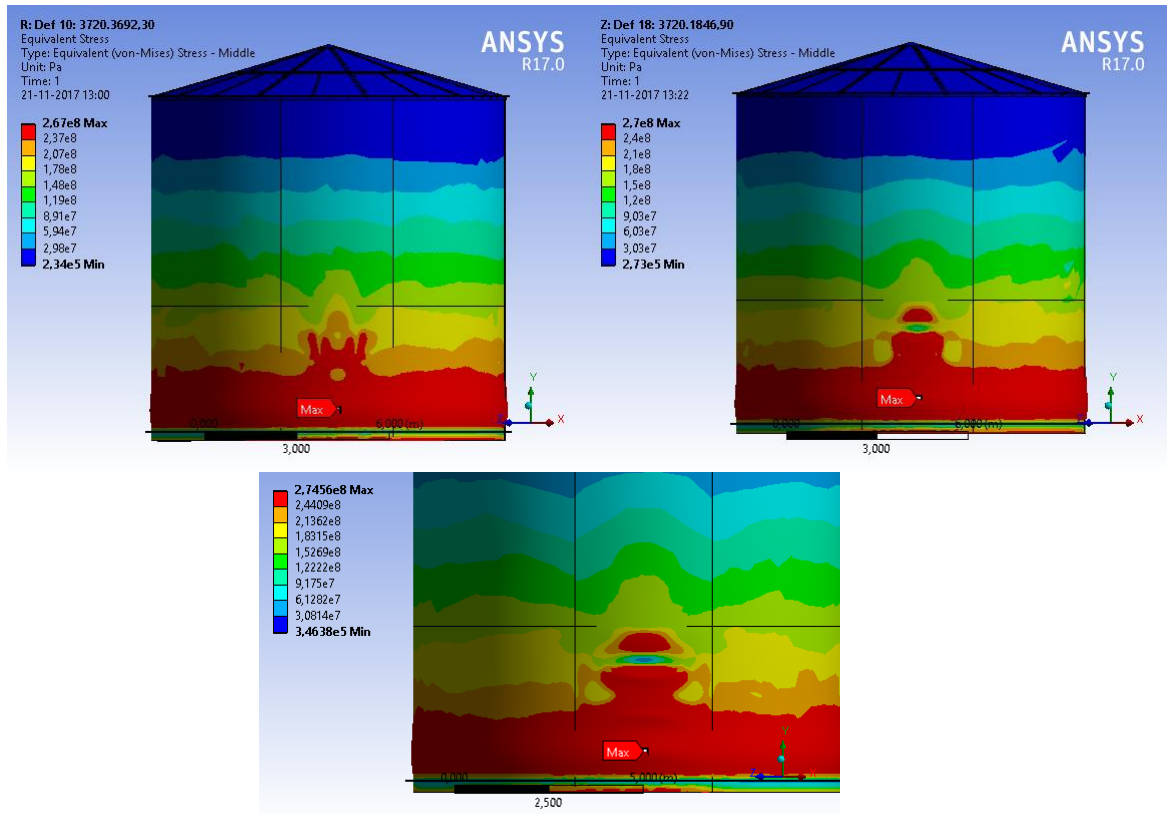 R: Def 10: 3720.3692,30
Equivalent Stress
Type: Equivalent (von-Mises) Stress - Middle
Unit: Pa
Time: 1
21-11-2017 13:00
ANSYS
R17.0
2,67e8 Max
2,37e8
2,07e8
1,78e8
1,48e8
1,19e8
8,91e7
5,94e7
2,98e7
2,34e5 Min
Max
0,000
6,000 (m)
3,000
Y
Z
X
Z: Def 18: 3720.1846,90
Equivalent Stress
Type: Equivalent (von-Mises) Stress - Middle
Unit: Pa
Time: 1
21-11-2017 13:22
ANSYS
R17.0
2,7e8 Max
2,4e8
2,1e8
1,8e8
1,5e8
1,2e8
9,03e7
6,03e7
3,03e7
2,73e5 Min
Max
0,000
6,000 (m)
3,000
Y
X
2,7456e8 Max
2,4409e8
2,1362e8
1,8315e8
1,5269e8
1,2222e8
9,175e7
6,1282e7
3,0814e7
3,4638e5 Min
Max
0,000
5,000 (m)
2,500
Y
Z